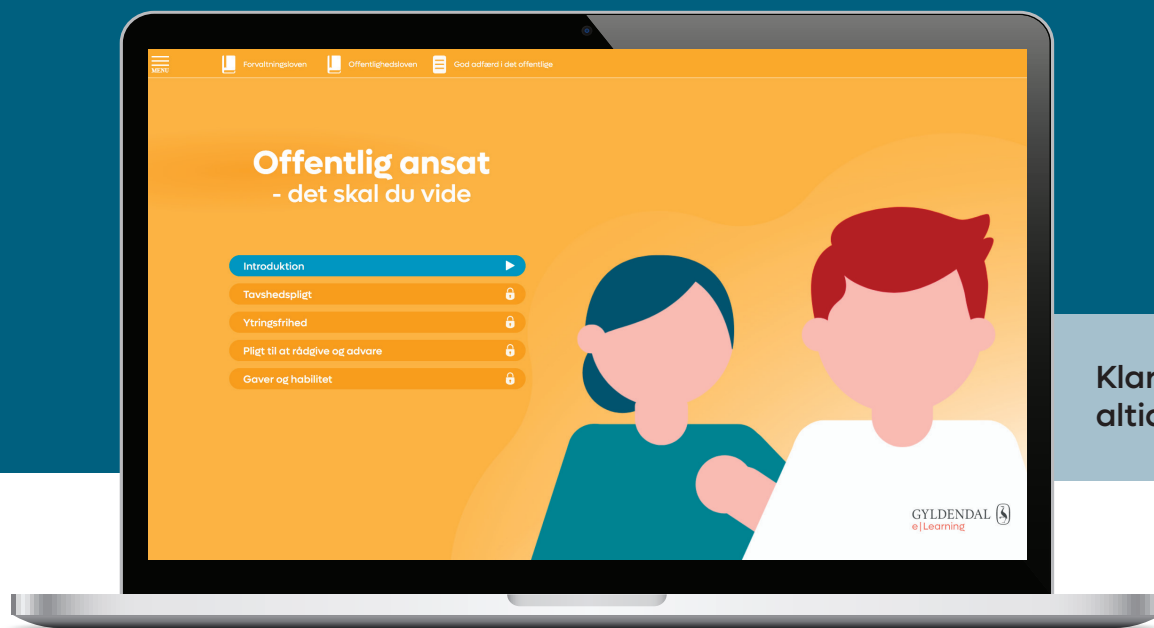 MENU
Forvaltningsloven
Offentlighedsloven
God adfærd i det offentlige
Offentlig ansat
- det skal du vide
Introduktion
Tavshedspligt
Ytringsfrihed
Pligt til at rådgive og advare
Gaver og habilitet
GYLDENDAL
e|Learning